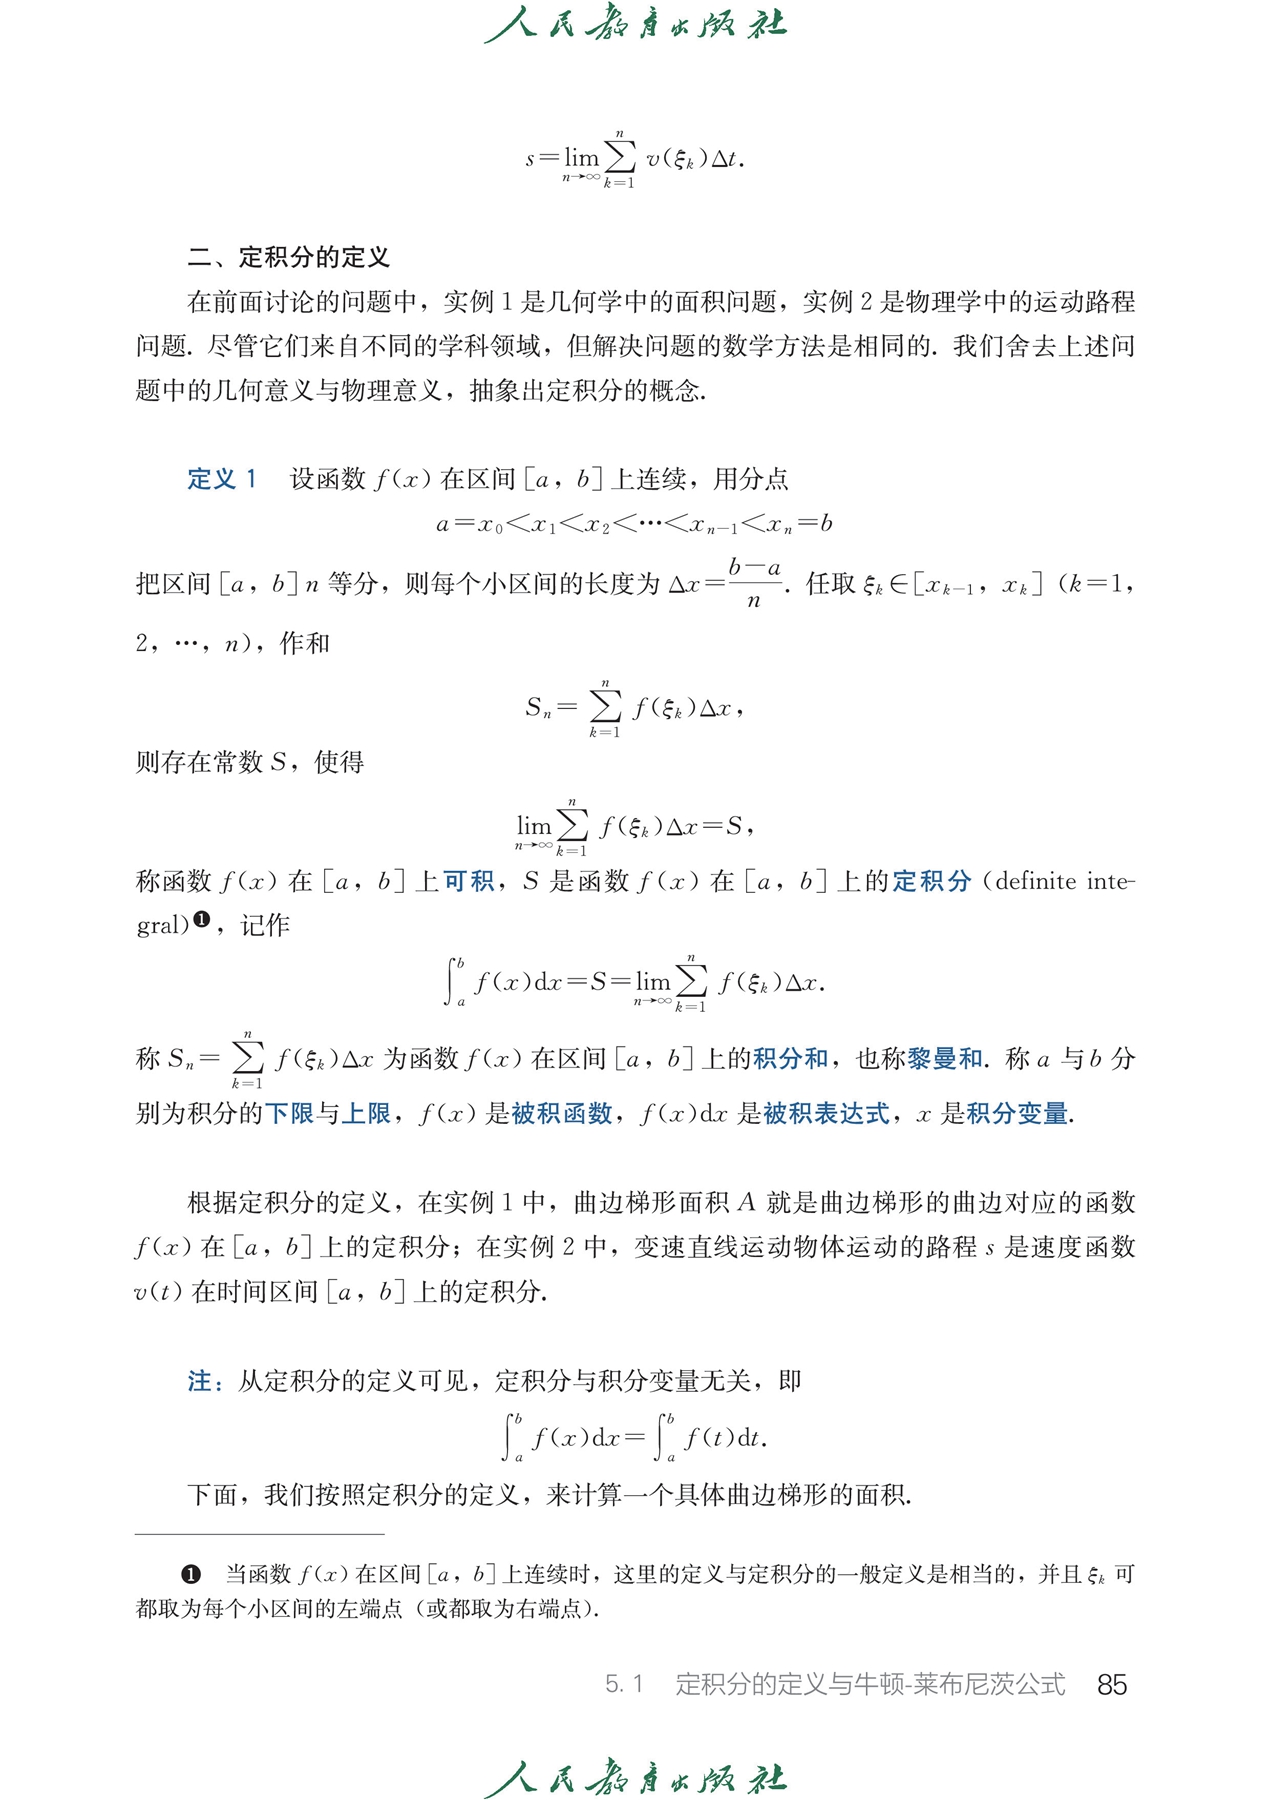 人民教育出版社
$s=\lim_{n\to\infty}\sum_{k=1}^{n} v(\xi_k)\Delta t.$
二、定积分的定义
在前面讨论的问题中，实例 1 是几何学中的面积问题，实例 2 是物理学中的运动路程
问题. 尽管它们来自不同的学科领域，但解决问题的数学方法是相同的. 我们舍去上述问
题中的几何意义与物理意义，抽象出定积分的概念.
定义 1 设函数 $f(x)$ 在区间 $[a, b]$ 上连续，用分点
$a=x_0<x_1<x_2<\cdots<x_{n-1}<x_n=b$
把区间 $[a, b]$ $n$ 等分，则每个小区间的长度为 $\Delta x=\frac{b-a}{n}$. 任取 $\xi_k\in[x_{k-1}, x_k]$ ($k=1$,
2, …, $n$)，作和
$S_n=\sum_{k=1}^{n} f(\xi_k)\Delta x$，
则存在常数 S，使得
$\lim_{n\to\infty}\sum_{k=1}^{n} f(\xi_k)\Delta x=S$，
称函数 $f(x)$ 在 $[a, b]$ 上可积，$S$ 是函数 $f(x)$ 在 $[a, b]$ 上的定积分 (definite inte-
gral)❶，记作
$\int_a^b f(x)\mathrm{d}x=S=\lim_{n\to\infty}\sum_{k=1}^{n} f(\xi_k)\Delta x.$
称 $S_n=\sum_{k=1}^{n} f(\xi_k)\Delta x$ 为函数 $f(x)$ 在区间 $[a, b]$ 上的积分和，也称黎曼和. 称 $a$ 与 $b$ 分
别为积分的下限与上限，$f(x)$ 是被积函数，$f(x)\mathrm{d}x$ 是被积表达式，$x$ 是积分变量.
根据定积分的定义，在实例 1 中，曲边梯形面积 $A$ 就是曲边梯形的曲边对应的函数
$f(x)$ 在 $[a, b]$ 上的定积分；在实例 2 中，变速直线运动物体运动的路程 $s$ 是速度函数
$v(t)$ 在时间区间 $[a, b]$ 上的定积分.
注：从定积分的定义可见，定积分与积分变量无关，即
$\int_a^b f(x)\mathrm{d}x=\int_a^b f(t)\mathrm{d}t.$
下面，我们按照定积分的定义，来计算一个具体曲边梯形的面积.
❶ 当函数 $f(x)$ 在区间 $[a, b]$ 上连续时，这里的定义与定积分的一般定义是相当的，并且 $\xi_k$ 可
都取为每个小区间的左端点（或都取为右端点）.
5.1 定积分的定义与牛顿-莱布尼茨公式 85
人民教育出版社